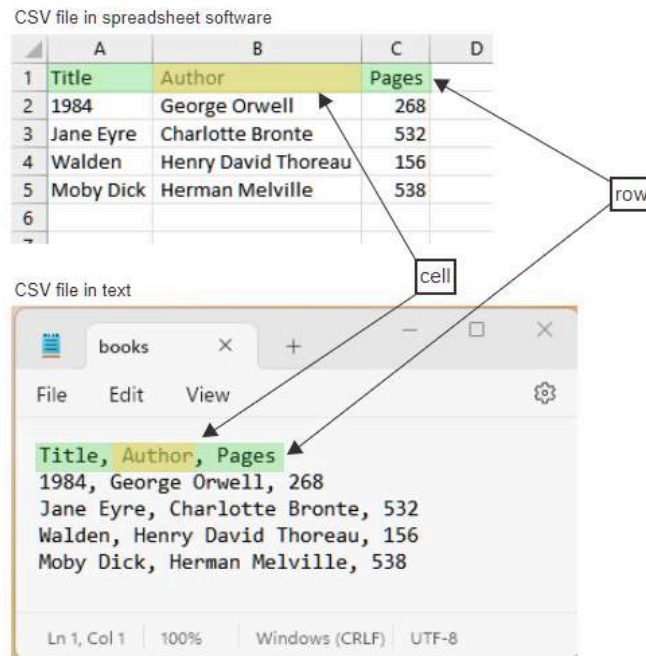 CSV file in spreadsheet software
A B C D
1 Title Author Pages
2 1984 George Orwell 268
3 Jane Eyre Charlotte Bronte 532
4 Walden Henry David Thoreau 156
5 Moby Dick Herman Melville 538
6
row
cell
CSV file in text
books
File Edit View
Title, Author, Pages
1984, George Orwell, 268
Jane Eyre, Charlotte Bronte, 532
Walden, Henry David Thoreau, 156
Moby Dick, Herman Melville, 538
Ln 1, Col 1 100% Windows (CRLF) UTF-8